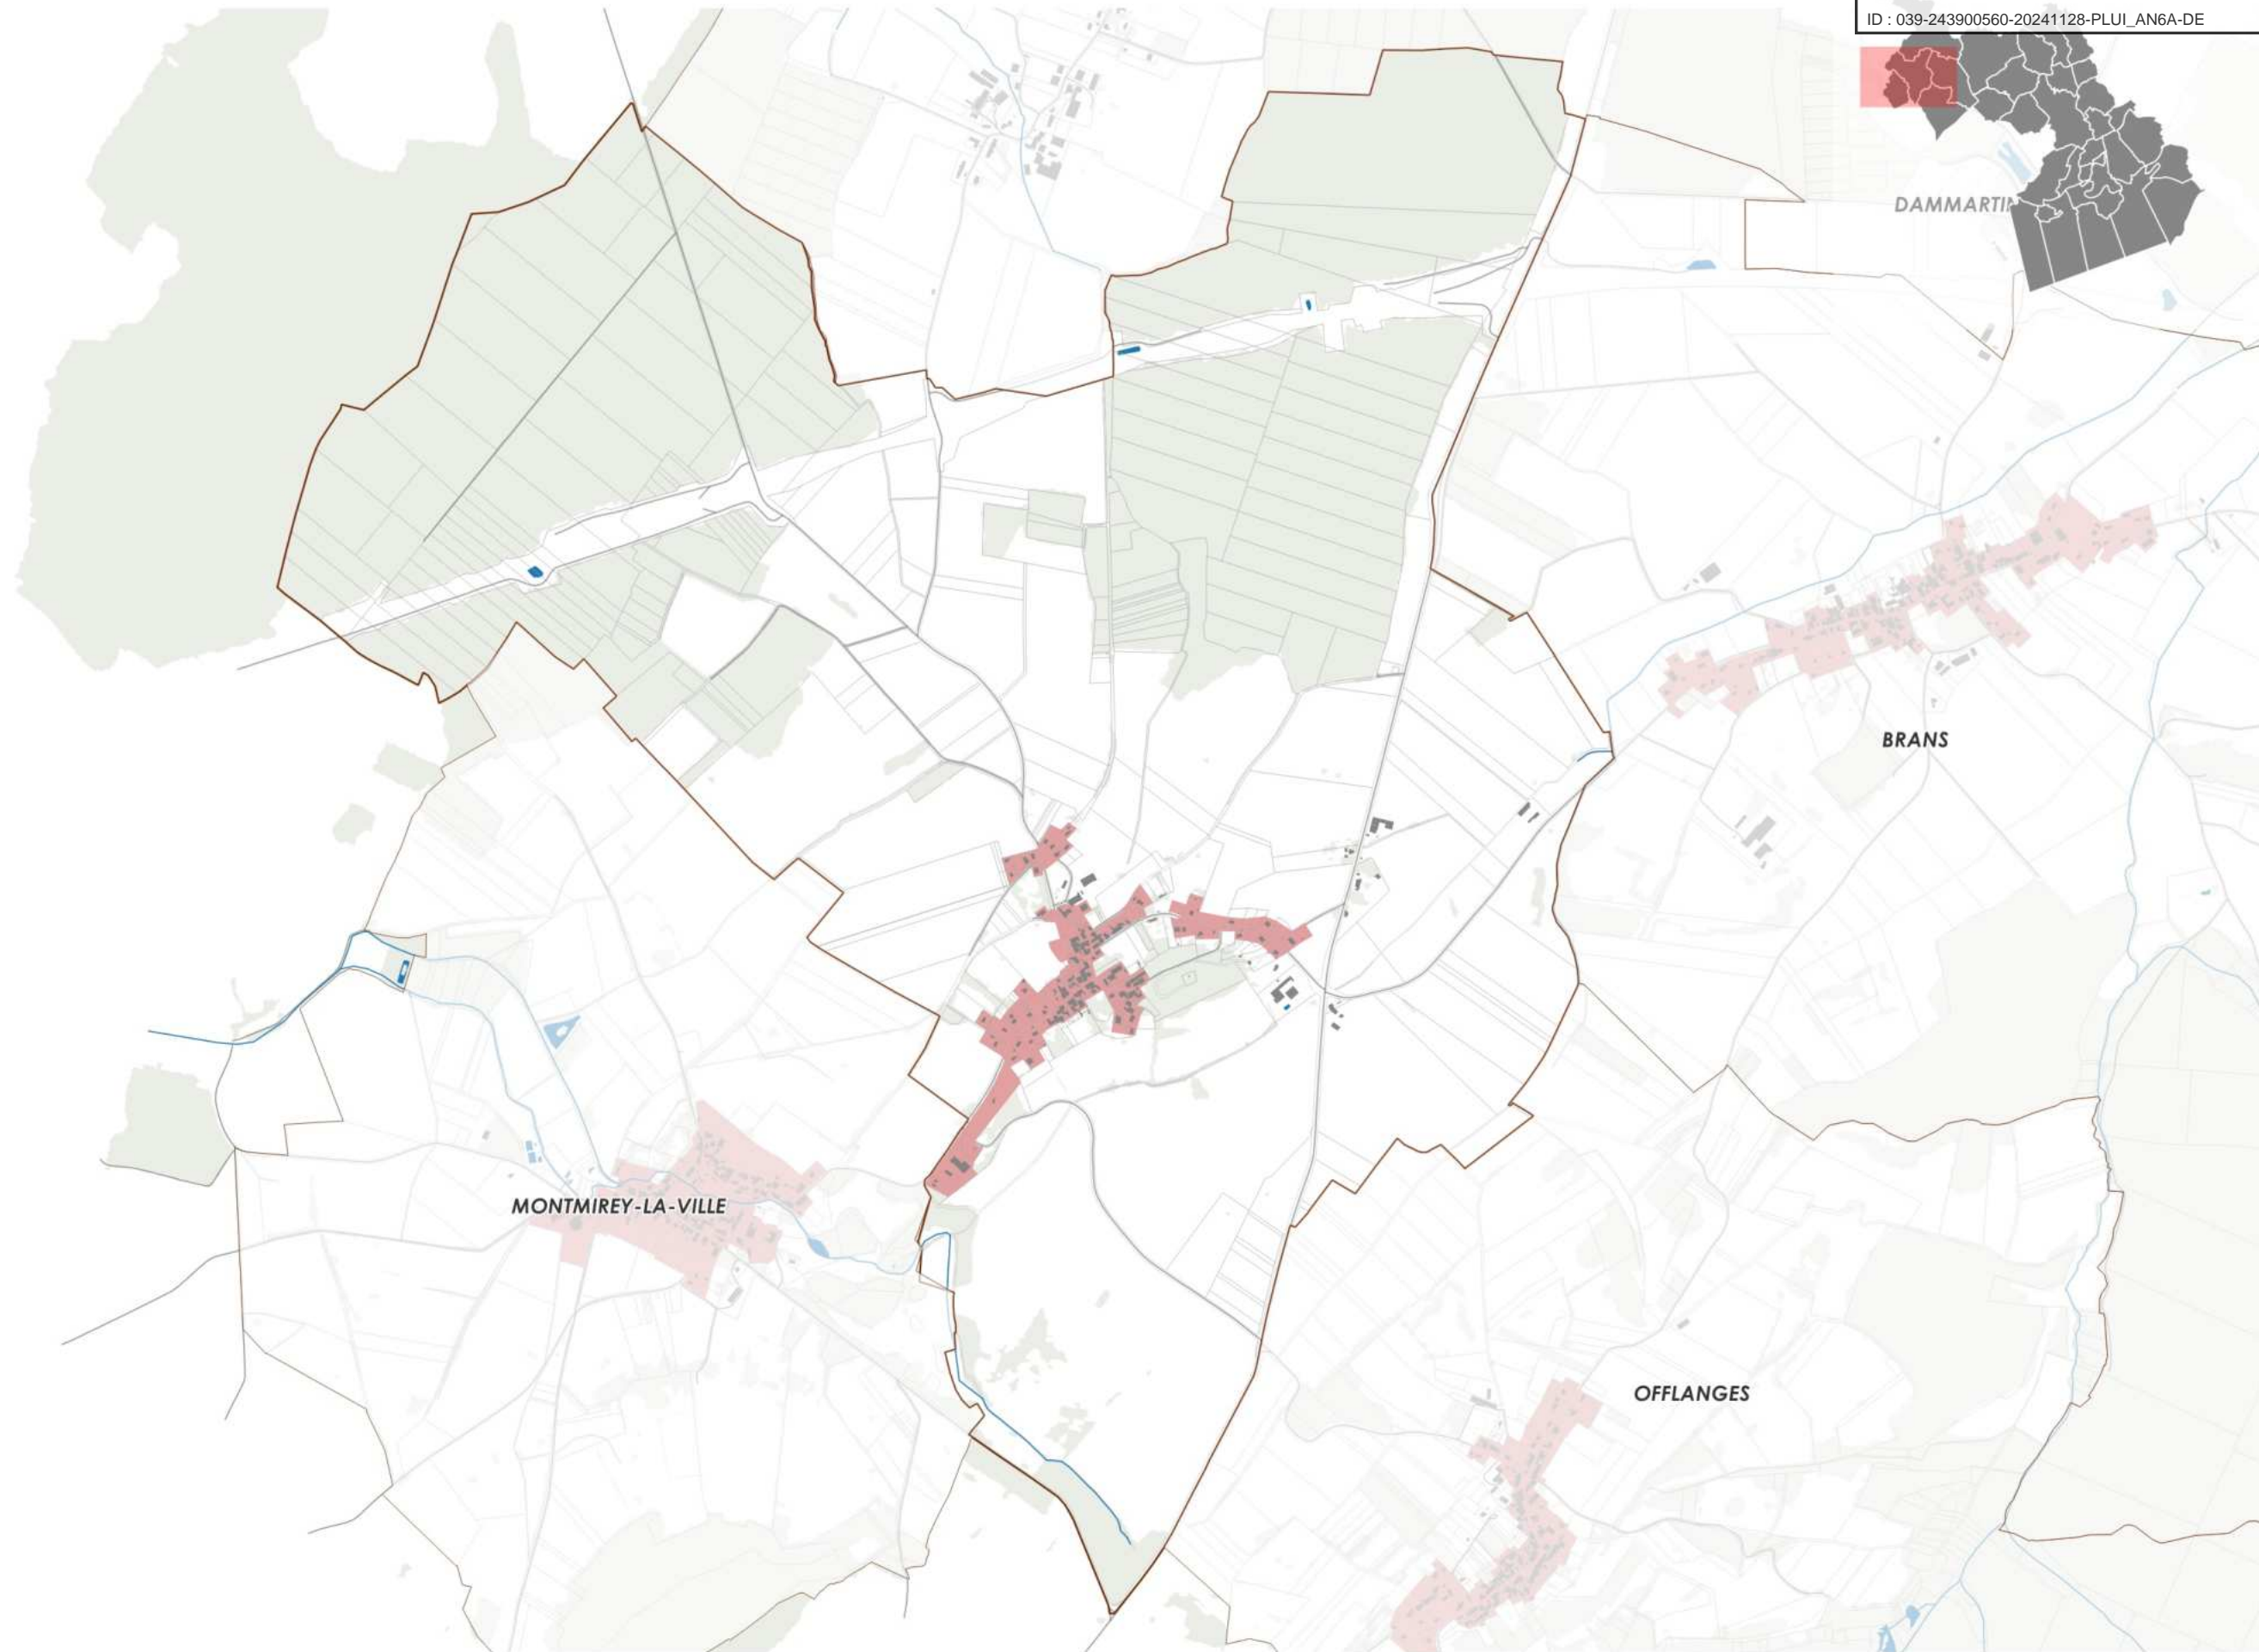 ID : 039-243900560-20241128-PLUI_AN6A-DE
DAMMARTIN
BRANS
MONTMIREY-LA-VILLE
OFFLANGES